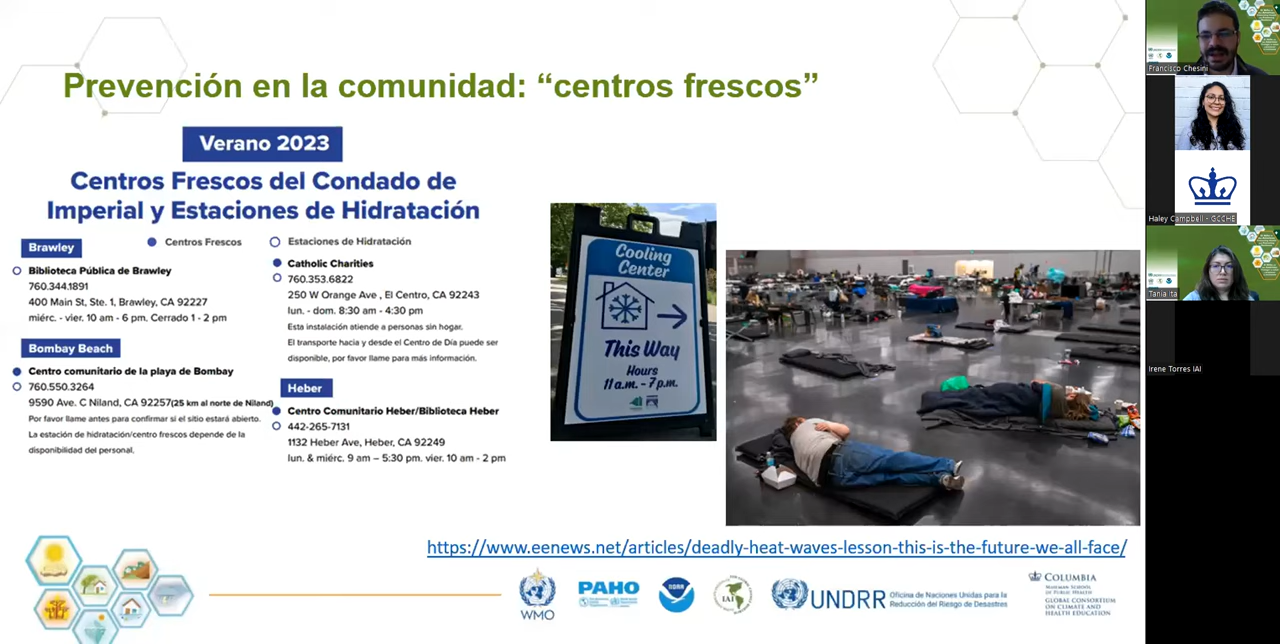 Prevención en la comunidad: “centros frescos”
Verano 2023
Centros Frescos del Condado de
Imperial y Estaciones de Hidratación
Centros Frescos
Estaciones de Hidratación
Brawley
Biblioteca Pública de Brawley
760.344.1891
400 Main St, Ste. 1, Brawley, CA 92227
miérc. - vier. 10 am - 6 pm. Cerrado 1 - 2 pm
Bombay Beach
Centro comunitario de la playa de Bombay
760.550.3264
9590 Ave. C Niland, CA 92257(25 km al norte de Niland)
Por favor llame antes para confirmar si el sitio estará abierto.
La estación de hidratación/centro frescos depende de la
disponibilidad del personal.
Catholic Charities
760.353.6822
250 W Orange Ave , El Centro, CA 92243
lun. - dom. 8:30 am - 4:30 pm
Esta instalación atiende a personas sin hogar.
El transporte hacia y desde el Centro de Día puede ser
disponible, por favor llame para más información.
Heber
Centro Comunitario Heber/Biblioteca Heber
442-265-7131
1132 Heber Ave, Heber, CA 92249
lun. & miérc. 9 am – 5:30 pm. vier. 10 am - 2 pm
Cooling
Center
This Way
Hours
11 a.m. - 7 p.m.
https://www.eenews.net/articles/deadly-heat-waves-lesson-this-is-the-future-we-all-face/
WMO
PAHO
NOAA
IAI
UNDRR
Oficina de Naciones Unidas para la
Reducción del Riesgo de Desastres
COLUMBIA
MAILMAN SCHOOL
OF PUBLIC HEALTH
GLOBAL CONSORTIUM
ON CLIMATE AND
HEALTH EDUCATION
Francisco Chesini
Haley Campbell - GCCHE
Tania Ita
Irene Torres IAI